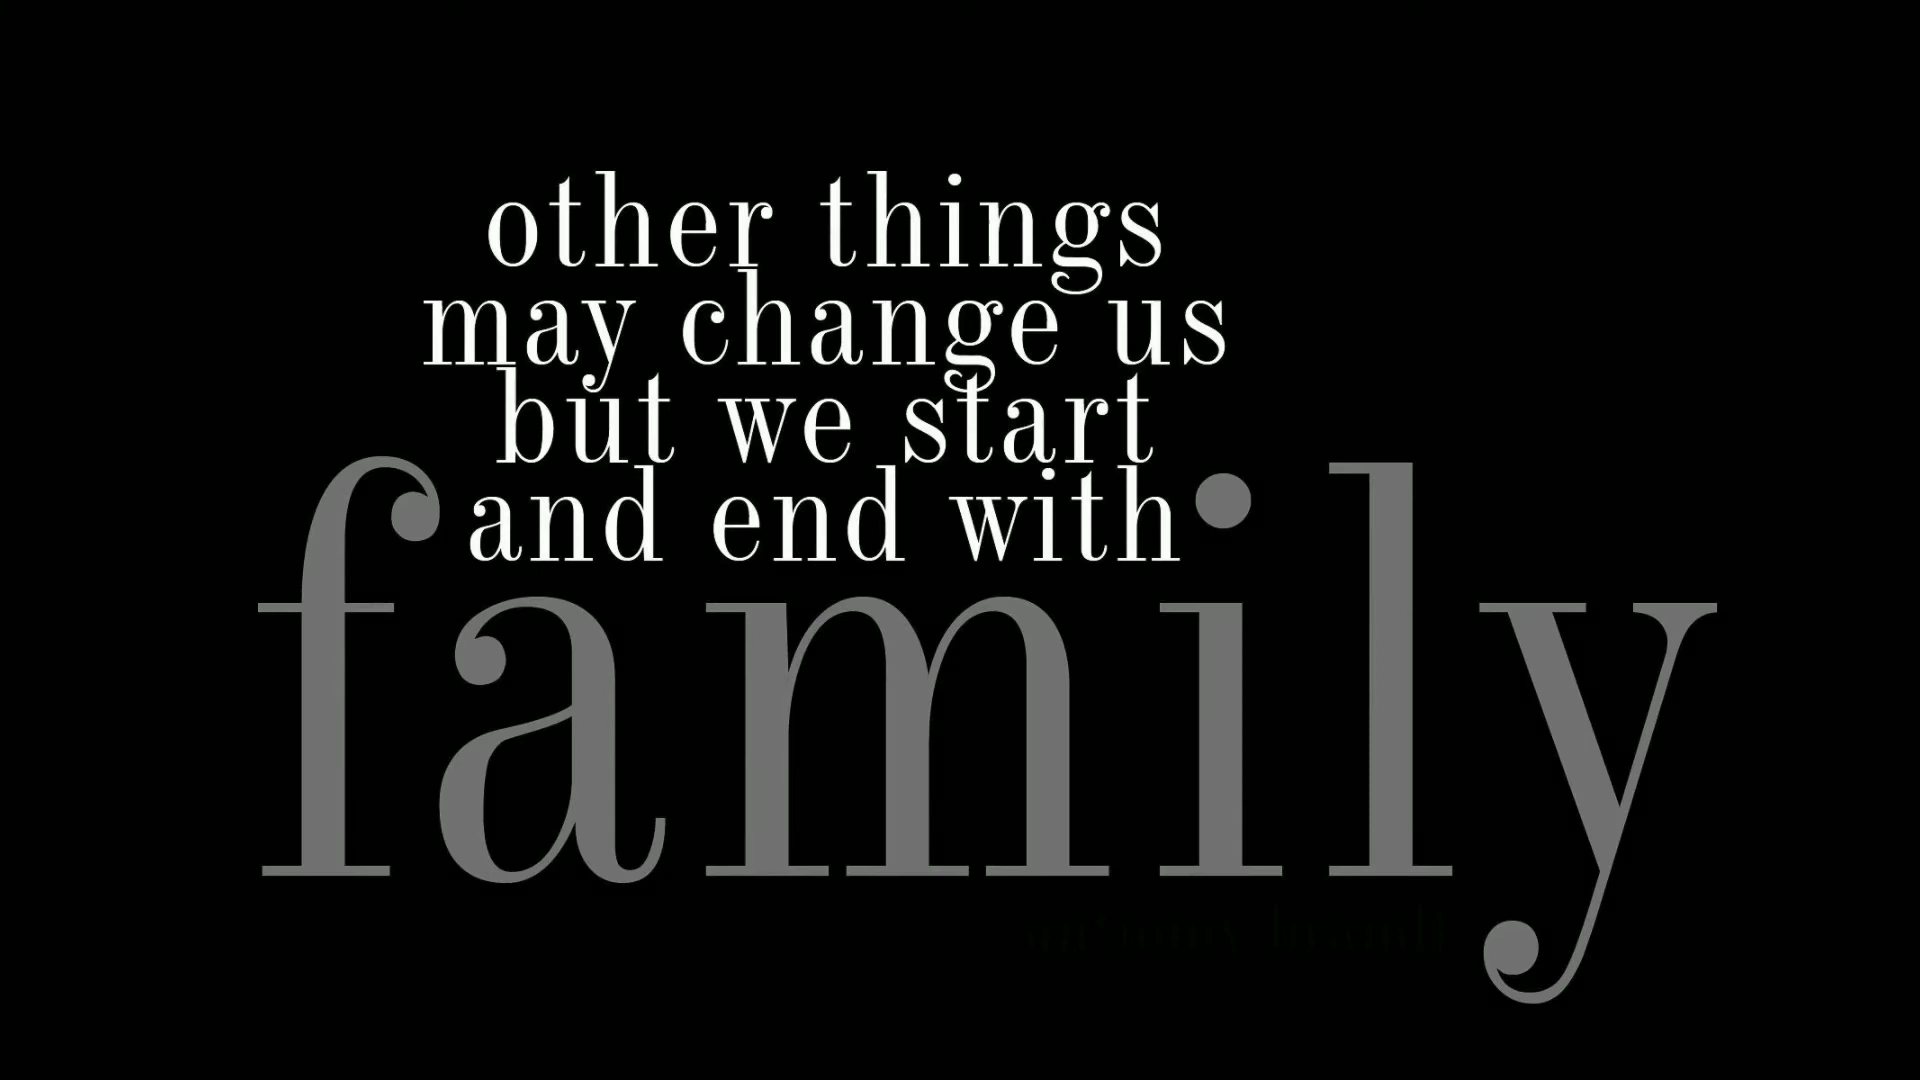 other things
may change us
but we start
and end with
family